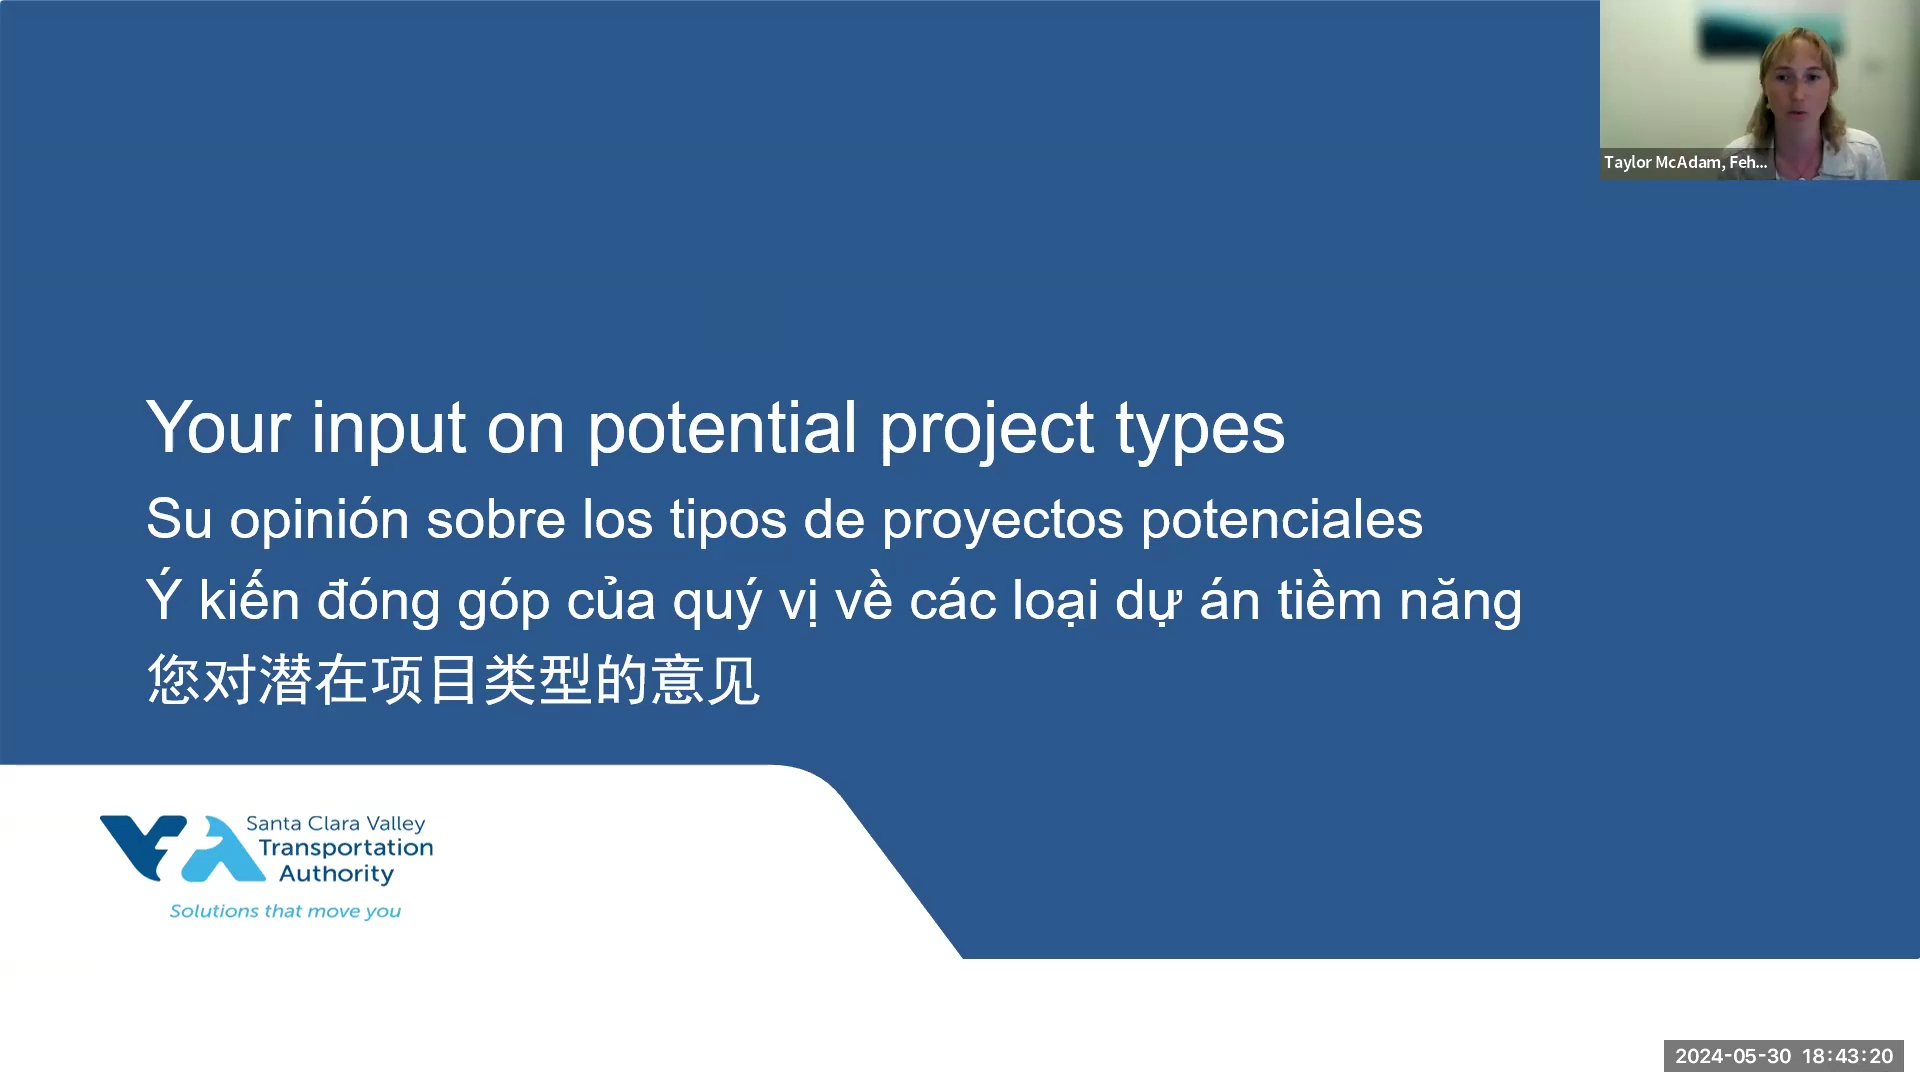 Taylor McAdam, Feh...
Your input on potential project types
Su opinión sobre los tipos de proyectos potenciales
Ý kiến đóng góp của quý vị về các loại dự án tiềm năng
您对潜在项目类型的意见
VTA
Santa Clara Valley
Transportation
Authority
Solutions that move you
2024-05-30 18:43:20